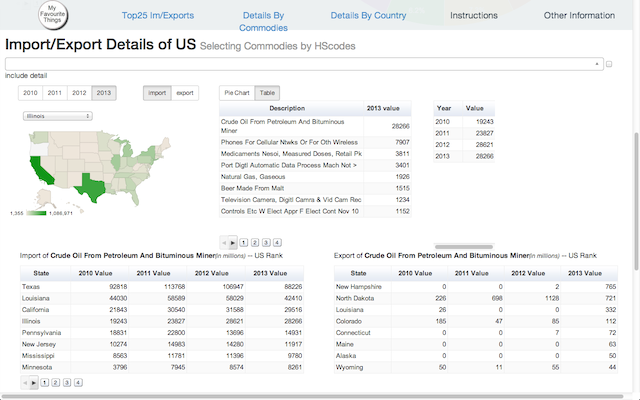 My
Favourite
Things
Top25 Im/Exports
Details By
Commodies
Details By Country
Instructions
Other Information
Import/Export Details of US Selecting Commodies by HScodes
include detail
2010 2011 2012 2013 import export Pie Chart Table
Illinois
1,355 1,086,971
Description 2013 value
Crude Oil From Petroleum And Bituminous
Miner 28266
Phones For Cellular Ntwks Or For Oth Wireless 7907
Medicaments Nesoi, Measured Doses, Retail Pk 3811
Port Digtl Automatic Data Process Mach Not > 3401
Natural Gas, Gaseous 1926
Beer Made From Malt 1515
Television Camera, Digitl Camra & Vid Cam Rec 1234
Controls Etc W Elect Appr F Elect Cont Nov 10 1152
1 2 3 4
Year Value
2010 19243
2011 23827
2012 28621
2013 28266
Import of Crude Oil From Petroleum And Bituminous Miner(in millions) -- US Rank
State 2010 Value 2011 Value 2012 Value 2013 Value
Texas 92818 113768 106947 88226
Louisiana 44030 58589 58029 42410
California 21843 30540 31588 29516
Illinois 19243 23827 28621 28266
Pennsylvania 18831 22800 13696 14931
New Jersey 10274 14983 14280 11917
Mississippi 8563 11781 11396 9780
Minnesota 3796 7945 8574 8261
1 2 3 4
Export of Crude Oil From Petroleum And Bituminous Miner(in millions) -- US Rank
State 2010 Value 2011 Value 2012 Value 2013 Value
New Hampshire 0 0 2 765
North Dakota 226 698 1128 721
Louisiana 26 0 0 332
Colorado 185 47 85 112
Connecticut 0 0 7 72
Maine 0 0 0 63
Alaska 0 0 0 50
Wyoming 50 11 55 44